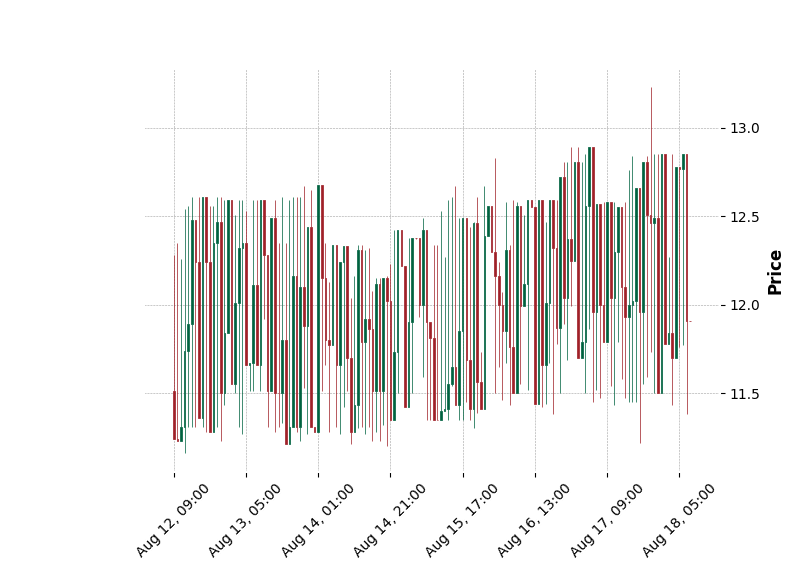 13.0
12.5
12.0
11.5
Price
Aug 12, 09:00
Aug 13, 05:00
Aug 14, 01:00
Aug 14, 21:00
Aug 15, 17:00
Aug 16, 13:00
Aug 17, 09:00
Aug 18, 05:00